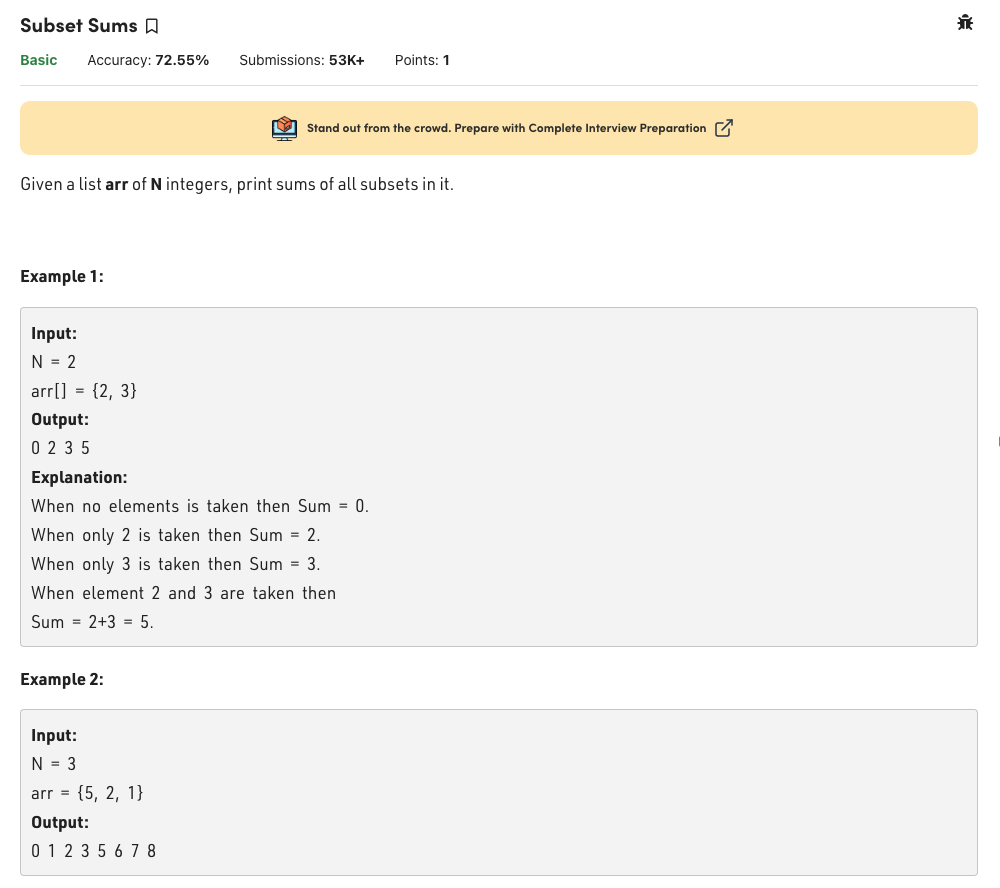 Subset Sums
Basic Accuracy: 72.55% Submissions: 53K+ Points: 1
Stand out from the crowd. Prepare with Complete Interview Preparation
Given a list arr of N integers, print sums of all subsets in it.
Example 1:
Input:
N = 2
arr[] = {2, 3}
Output:
0 2 3 5
Explanation:
When no elements is taken then Sum = 0.
When only 2 is taken then Sum = 2.
When only 3 is taken then Sum = 3.
When element 2 and 3 are taken then
Sum = 2+3 = 5.
Example 2:
Input:
N = 3
arr = {5, 2, 1}
Output:
0 1 2 3 5 6 7 8